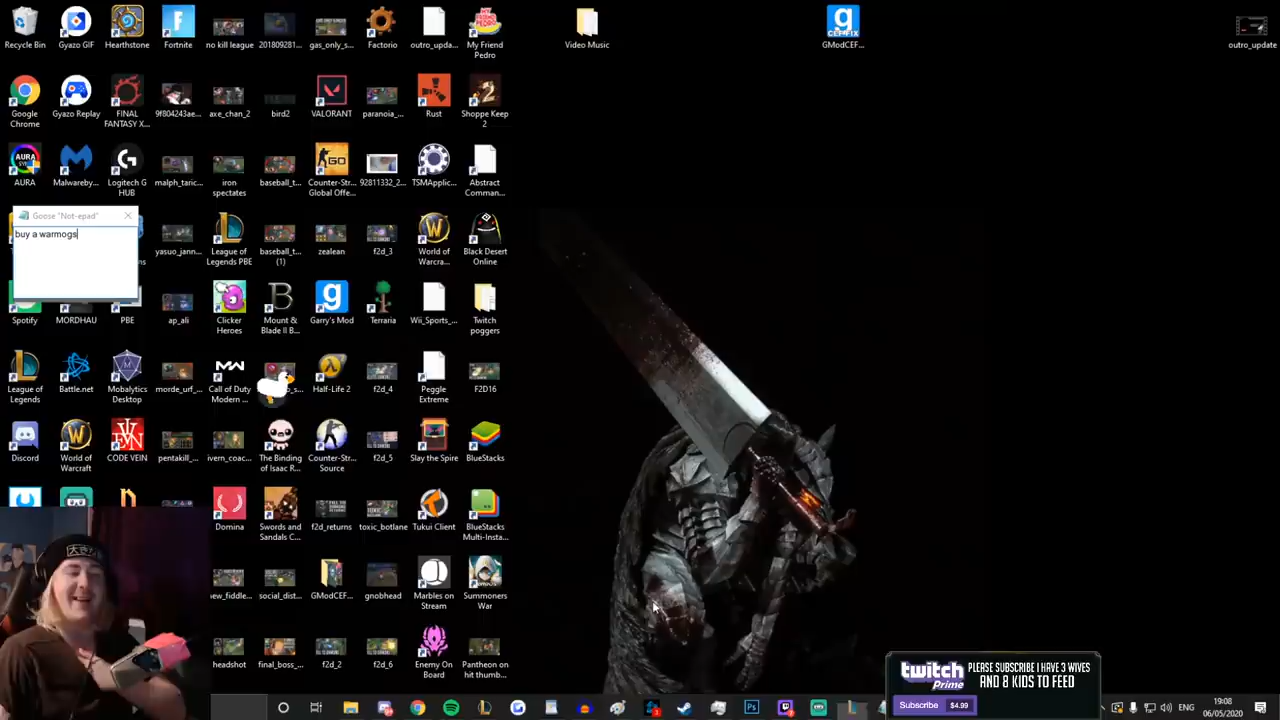 Recycle Bin
Gyazo GIF
Hearthstone
Fortnite
no kill league
201809281...
gas_only_s...
Factorio
outro_upda...
My Friend
Pedro
Video Music
GModCEF...
outro_update
Google
Chrome
Gyazo Replay
FINAL
FANTASY X...
9f804243ae...
axe_chan_2
bird2
VALORANT
paranoia_...
Rust
Shoppe Keep
2
AURA
Malwareby...
Logitech G
HUB
malph_taric...
iron
spectates
baseball_t...
Counter-Str...
Global Offe...
92811332_2...
TSMApplic...
Abstract
Comman...
Goose "Not-epad"
buy a warmogs
yasuo_jann...
League of
Legends PBE
baseball_t...
(1)
zealean
f2d_3
World of
Warcra...
Black Desert
Online
Spotify
MORDHAU
PBE
ap_ali
Clicker
Heroes
Mount &
Blade II B...
Garry's Mod
Terraria
Wii_Sports_...
Twitch
poggers
League of
Legends
Battle.net
Mobalytics
Desktop
morde_urf_...
Call of Duty
Modern ...
Half-Life 2
f2d_4
Peggle
Extreme
F2D16
Discord
World of
Warcraft
CODE VEIN
pentakill_...
ivern_coac...
The Binding
of Isaac R...
Counter-Str...
Source
f2d_5
Slay the Spire
BlueStacks
Domina
Swords and
Sandals C...
f2d_returns
toxic_botlane
Tukui Client
BlueStacks
Multi-Insta...
new_fiddle...
social_dist...
GModCEF...
gnobhead
Marbles on
Stream
Summoners
War
headshot
final_boss_...
f2d_2
f2d_6
Enemy On
Board
Pantheon on
hit thumb...
twitch
Prime
PLEASE SUBSCRIBE I HAVE 3 WIVES
AND 8 KIDS TO FEED
Subscribe $4.99
ENG
19:08
06/05/2020